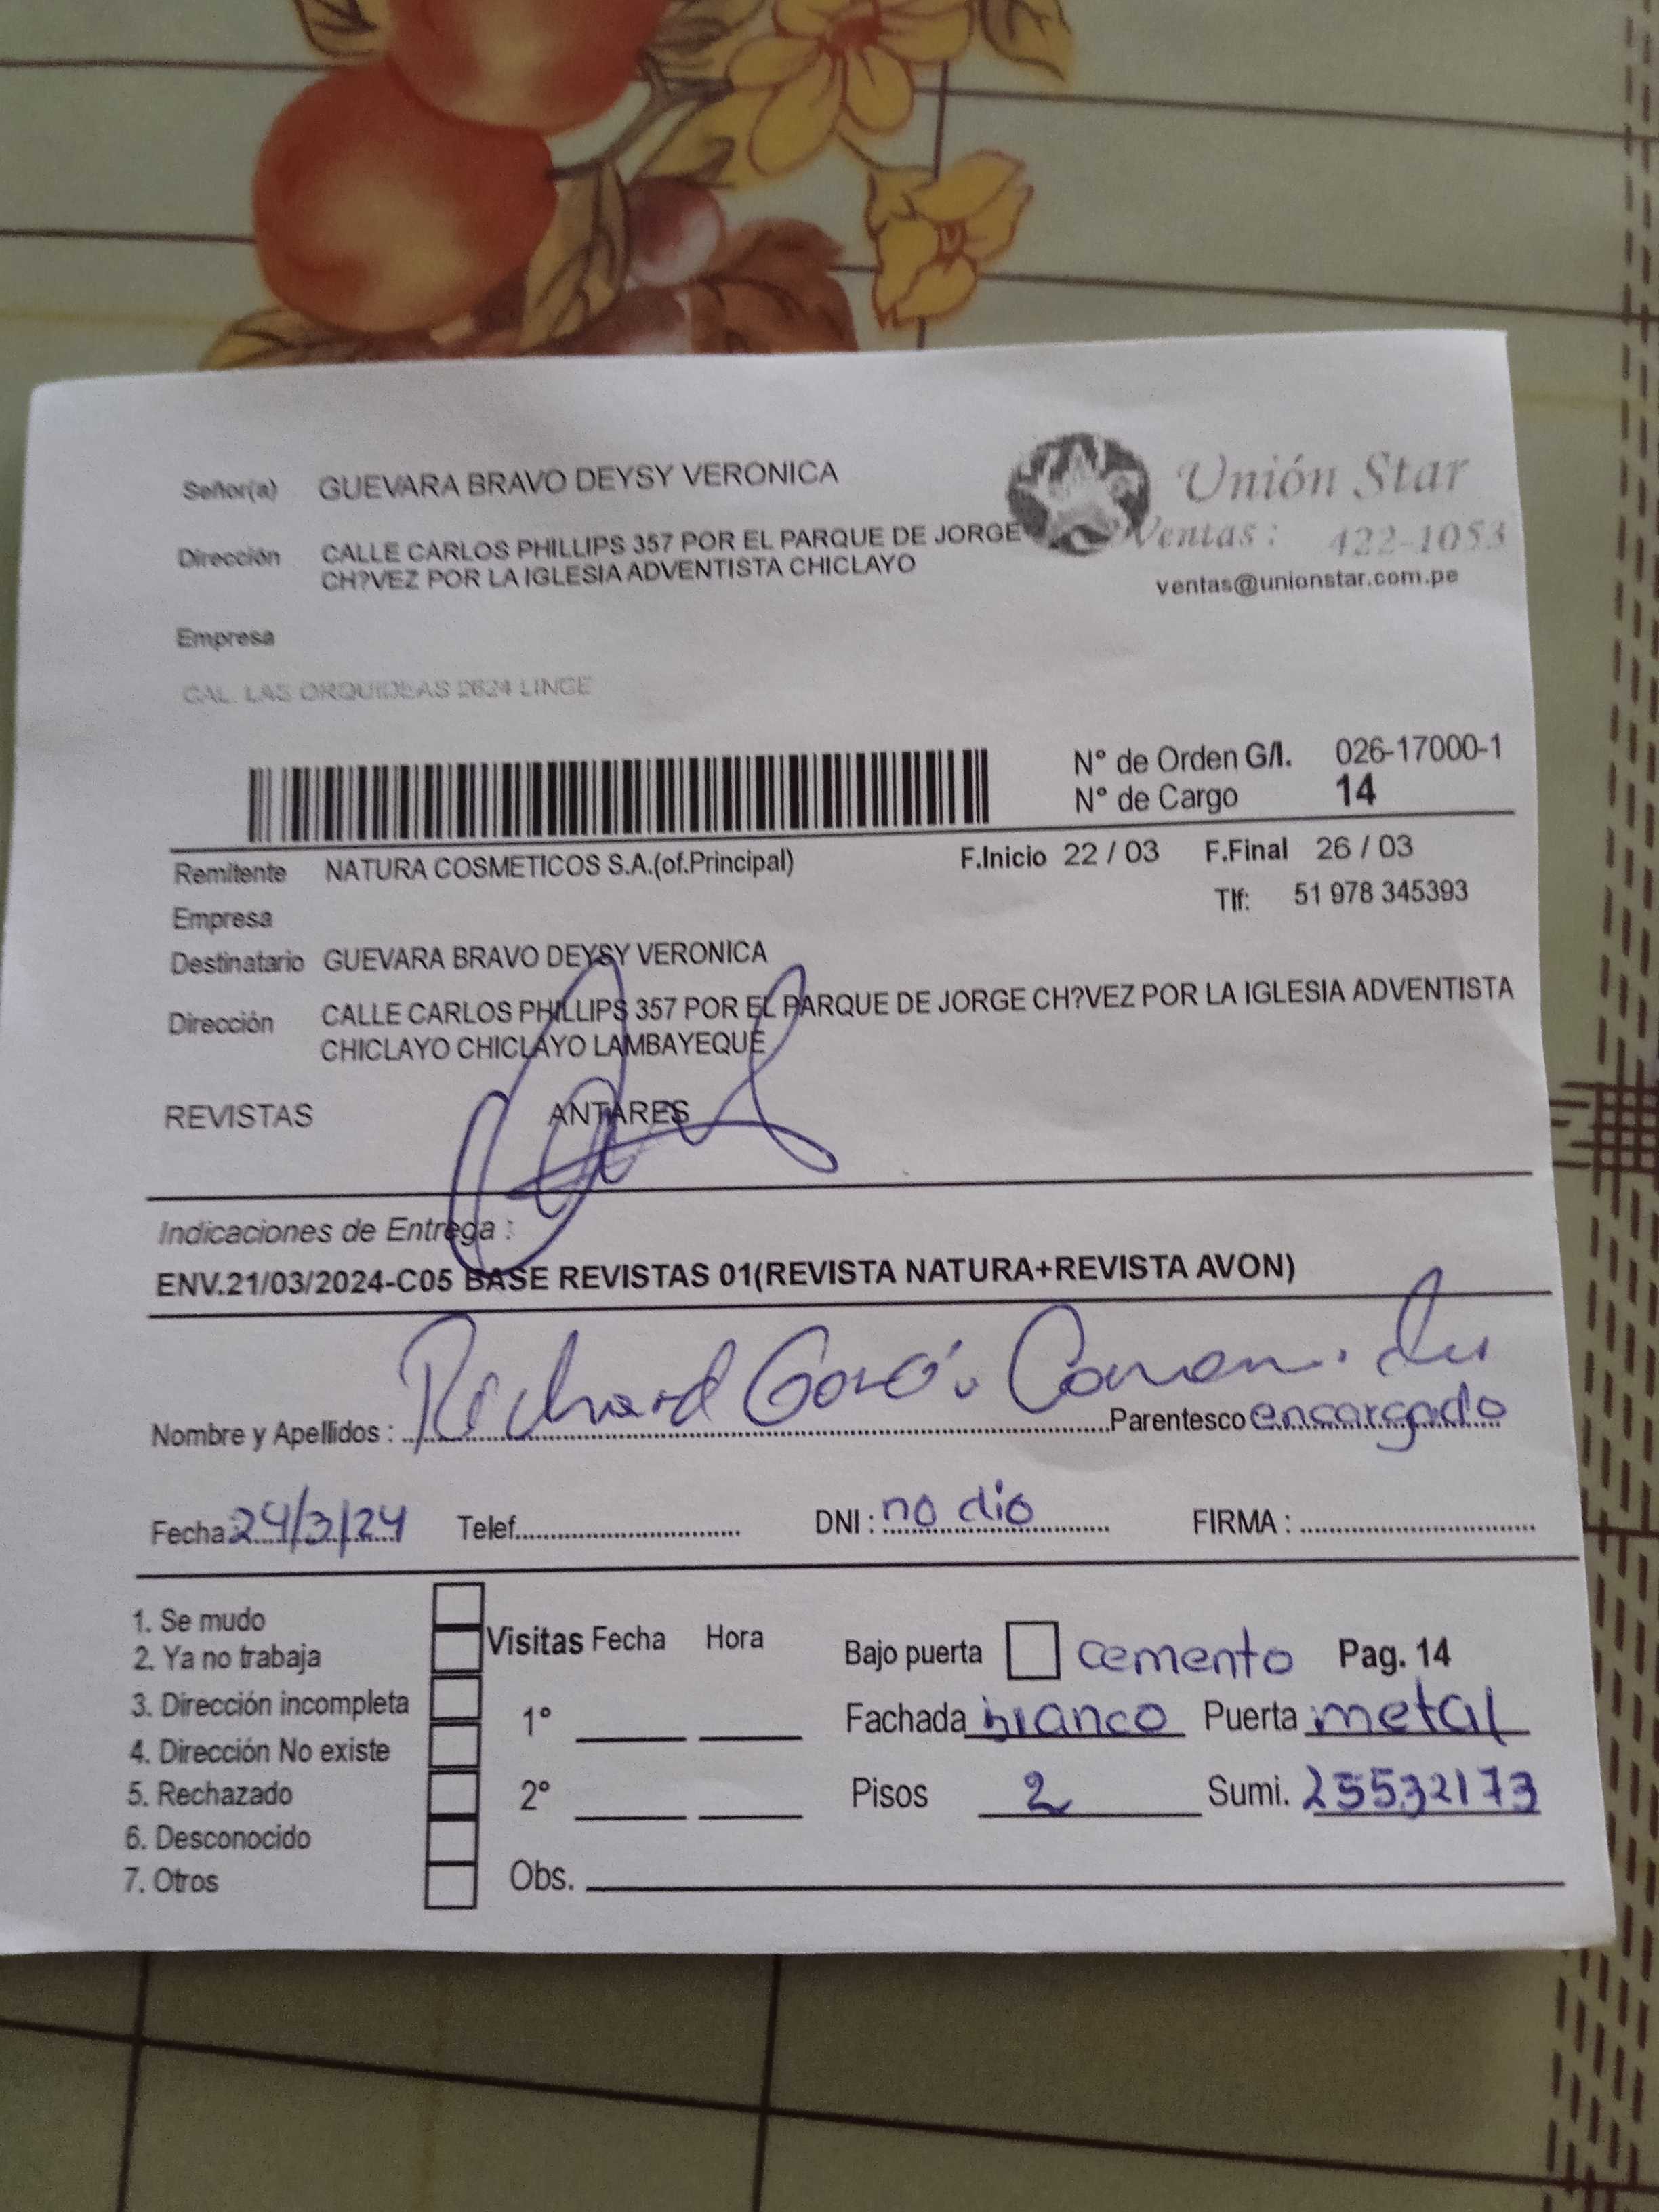 Señor(a) GUEVARA BRAVO DEYSY VERONICA
Unión Star
Dirección CALLE CARLOS PHILLIPS 357 POR EL PARQUE DE JORGE
CH?VEZ POR LA IGLESIA ADVENTISTA CHICLAYO
Ventas: 422-1053
ventas@unionstar.com.pe
Empresa
CAL. LAS ORQUIDEAS 2624 LINCE
N° de Orden G/I. 026-17000-1
N° de Cargo 14
Remitente NATURA COSMETICOS S.A.(of.Principal) F.Inicio 22 / 03 F.Final 26 / 03
Empresa Tlf: 51 978 345393
Destinatario GUEVARA BRAVO DEYSY VERONICA
Dirección CALLE CARLOS PHILLIPS 357 POR EL PARQUE DE JORGE CH?VEZ POR LA IGLESIA ADVENTISTA
CHICLAYO CHICLAYO LAMBAYEQUE
REVISTAS ANTARES
Indicaciones de Entrega :
ENV.21/03/2024-C05 BASE REVISTAS 01(REVISTA NATURA+REVISTA AVON)
Nombre y Apellidos : Richard Parentesco encargado
Fecha: 24/3/24 Telef. DNI : no dio FIRMA :
1. Se mudo
2. Ya no trabaja
3. Dirección incompleta
4. Dirección No existe
5. Rechazado
6. Desconocido
7. Otros
Visitas Fecha Hora
1°
2°
Obs.
Bajo puerta cemento Pag. 14
Fachada blanco Puerta metal
Pisos 2 Sumi. 25532173